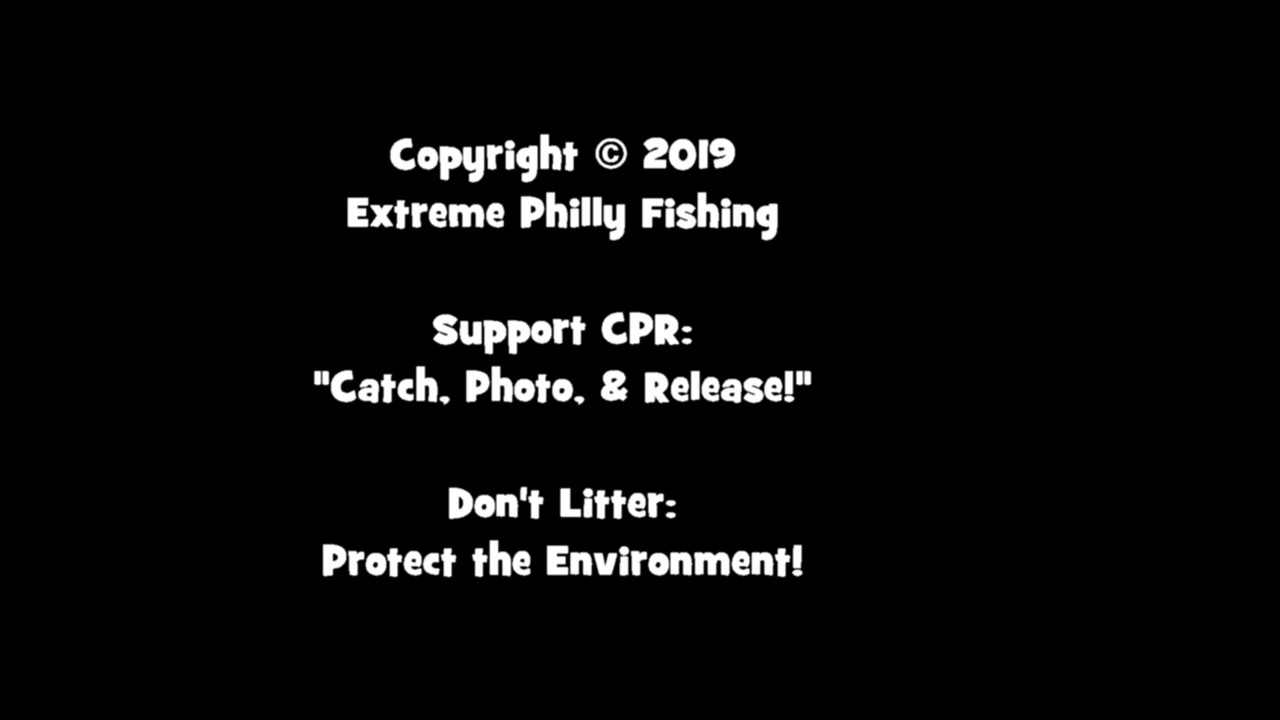 Copyright © 2019
Extreme Philly Fishing
Support CPR:
"Catch, Photo, & Release!"
Don't Litter:
Protect the Environment!